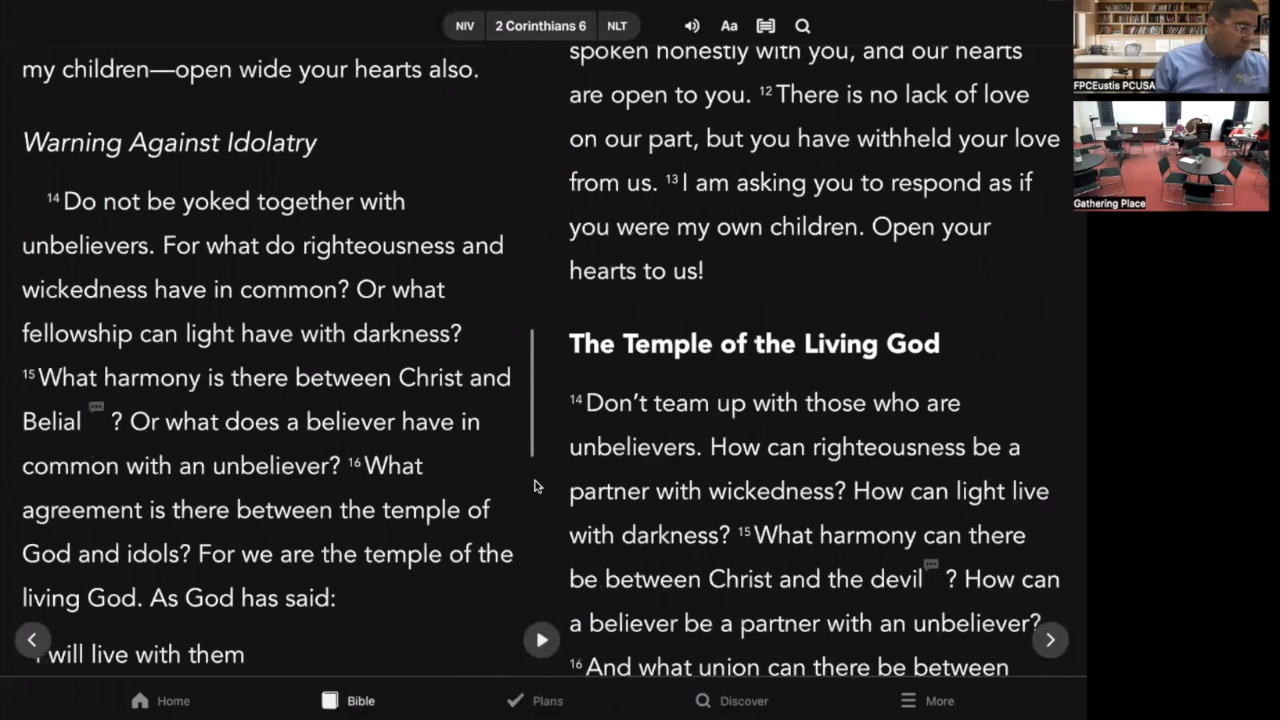 NIV 2 Corinthians 6 NLT Aa
my children—open wide your hearts also.
Warning Against Idolatry
14 Do not be yoked together with
unbelievers. For what do righteousness and
wickedness have in common? Or what
fellowship can light have with darkness?
15 What harmony is there between Christ and
Belial ? Or what does a believer have in
common with an unbeliever? 16 What
agreement is there between the temple of
God and idols? For we are the temple of the
living God. As God has said:
will live with them
spoken honestly with you, and our hearts
are open to you. 12 There is no lack of love
on our part, but you have withheld your love
from us. 13 I am asking you to respond as if
you were my own children. Open your
hearts to us!
The Temple of the Living God
14 Don’t team up with those who are
unbelievers. How can righteousness be a
partner with wickedness? How can light live
with darkness? 15 What harmony can there
be between Christ and the devil ? How can
a believer be a partner with an unbeliever?
16 And what union can there be between
Home Bible Plans Discover More
FPCEustis PCUSA
Gathering Place